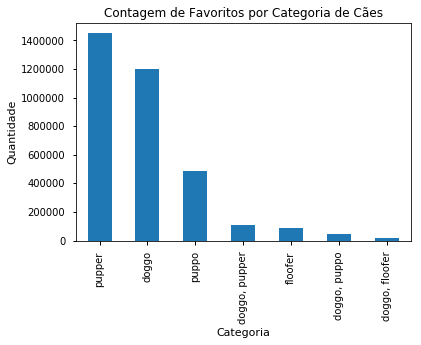 Contagem de Favoritos por Categoria de Cães
Quantidade
1400000
1200000
1000000
800000
600000
400000
200000
0
pupper
doggo
puppo
doggo, pupper
floofer
doggo, puppo
doggo, floofer
Categoria